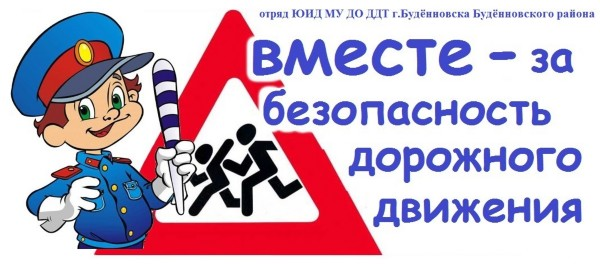 отряд ЮИД МУ ДО ДДТ г.Будённовска Будённовского района
вместе – за
безопасность
дорожного
движения